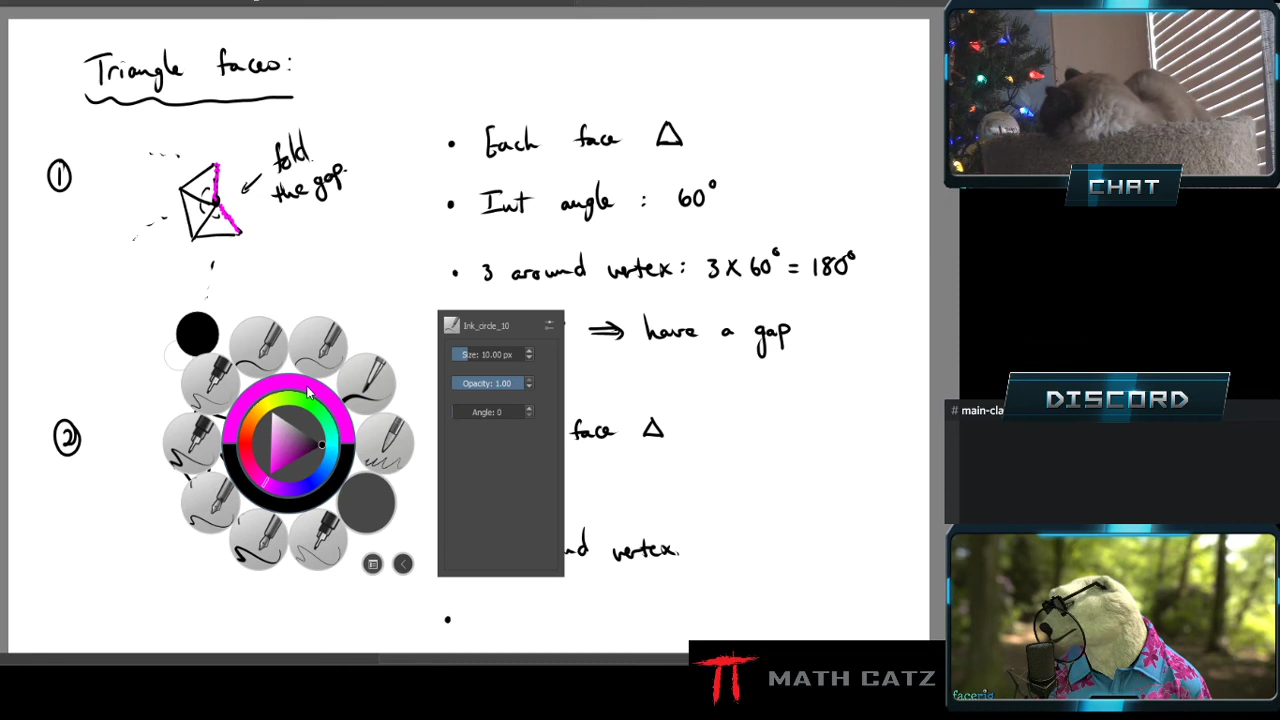 Triangle faces:
①
fold
the gap.
• Each face △
• Int angle : 60°
• 3 around vertex: 3 × 60° = 180°
⇒ have a gap
②
face △
vertex.
•
Ink_circle_10
Size: 10.00 px
Opacity: 1.00
Angle: 0
CHAT
DISCORD
# main-cla
facerig
π MATH CATZ